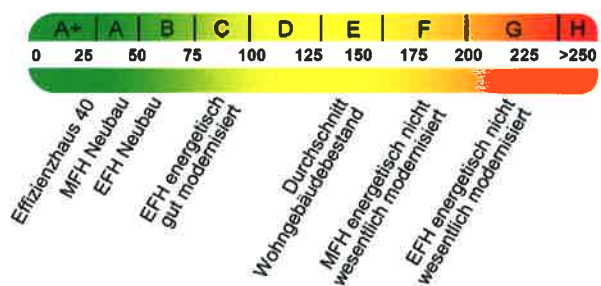 A+ A B C D E F G H
0 25 50 75 100 125 150 175 200 225 >250
Effizienzhaus 40
MFH Neubau
EFH Neubau
EFH energetisch
gut modernisiert
Durchschnitt
Wohngebäudebestand
MFH energetisch nicht
wesentlich modernisiert
EFH energetisch nicht
wesentlich modernisiert